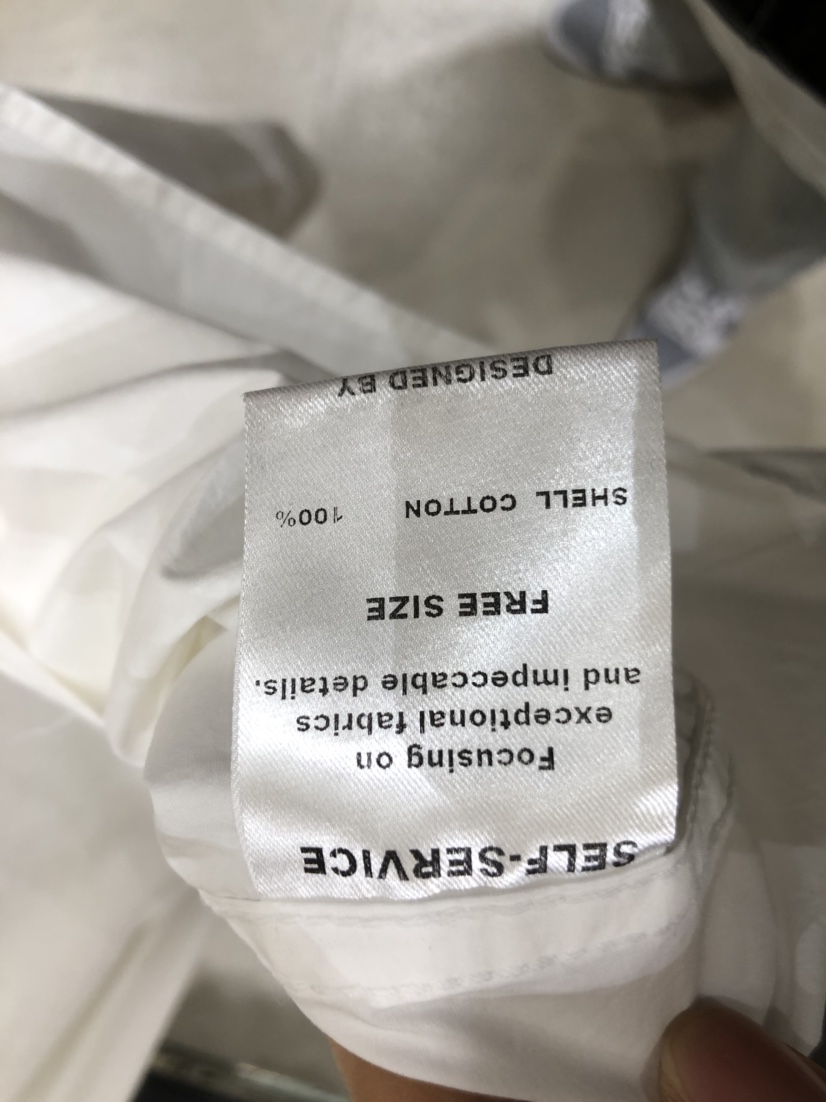 SELF-SERVICE
Focusing on
exceptional fabrics
and impeccable details.
FREE SIZE
SHELL COTTON 100%
DESIGNED BY